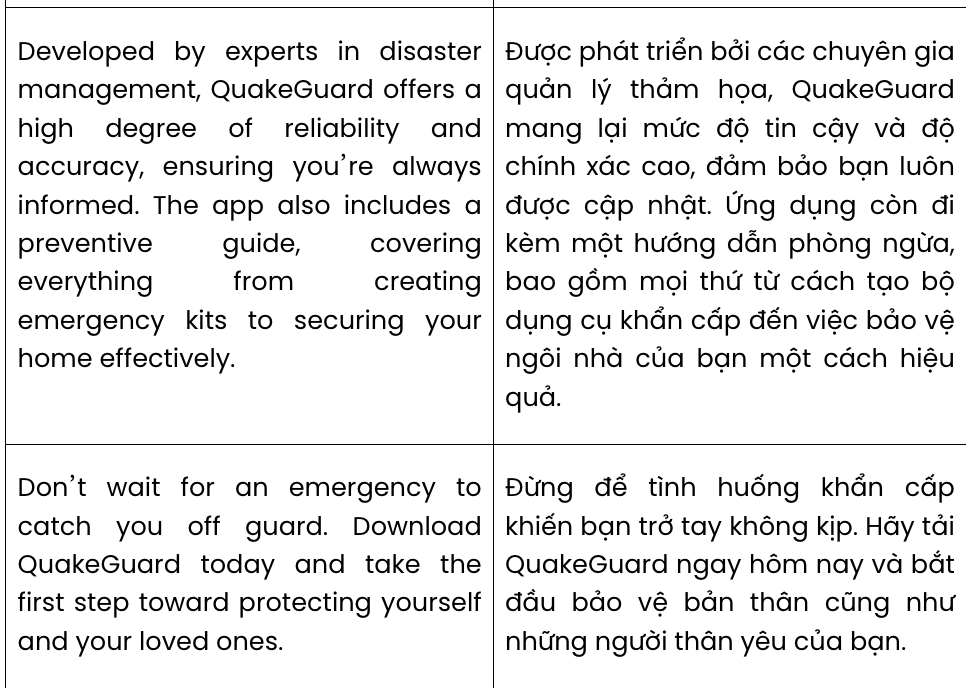 Developed by experts in disaster
management, QuakeGuard offers a
high degree of reliability and
accuracy, ensuring you’re always
informed. The app also includes a
preventive guide, covering
everything from creating
emergency kits to securing your
home effectively.
Được phát triển bởi các chuyên gia
quản lý thảm họa, QuakeGuard
mang lại mức độ tin cậy và độ
chính xác cao, đảm bảo bạn luôn
được cập nhật. Ứng dụng còn đi
kèm một hướng dẫn phòng ngừa,
bao gồm mọi thứ từ cách tạo bộ
dụng cụ khẩn cấp đến việc bảo vệ
ngôi nhà của bạn một cách hiệu
quả.
Don’t wait for an emergency to
catch you off guard. Download
QuakeGuard today and take the
first step toward protecting yourself
and your loved ones.
Đừng để tình huống khẩn cấp
khiến bạn trở tay không kịp. Hãy tải
QuakeGuard ngay hôm nay và bắt
đầu bảo vệ bản thân cũng như
những người thân yêu của bạn.